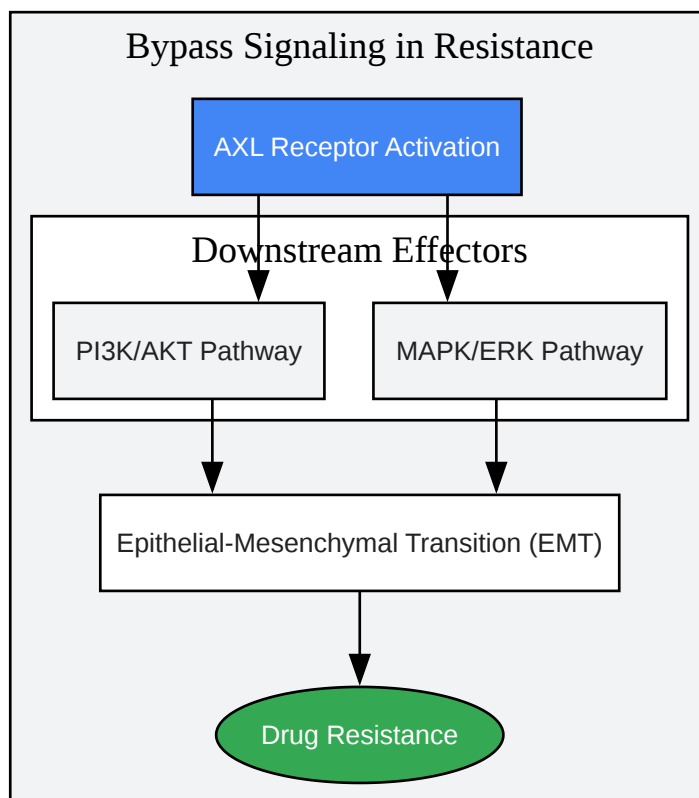 Bypass Signaling in Resistance
AXL Receptor Activation
Downstream Effectors
PI3K/AKT Pathway
MAPK/ERK Pathway
Epithelial-Mesenchymal Transition (EMT)
Drug Resistance